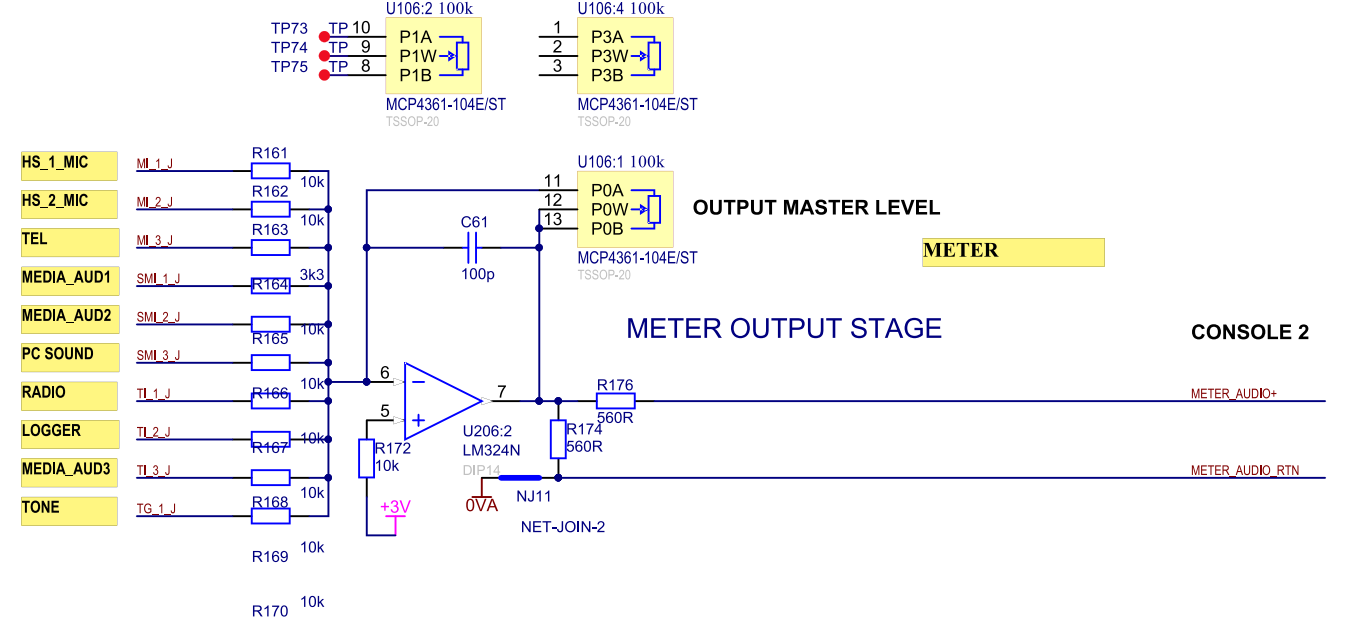 U106:2 100k
U106:4 100k
TP73 TP 10 P1A
TP74 TP 9 P1W
TP75 TP 8 P1B
1 P3A
2 P3W
3 P3B
MCP4361-104E/ST
TSSOP-20
MCP4361-104E/ST
TSSOP-20
HS_1_MIC MI_1_J R161 10k
HS_2_MIC MI_2_J R162 10k
TEL MI_3_J R163 3k3
MEDIA_AUD1 SMI_1_J R164 10k
MEDIA_AUD2 SMI_2_J R165 10k
PC SOUND SMI_3_J R166 10k
RADIO TI_1_J R167 10k
LOGGER TI_2_J R168 10k
MEDIA_AUD3 TI_3_J R169 10k
TONE TG_1_J R170 10k
U106:1 100k
11 P0A
12 P0W
13 P0B
MCP4361-104E/ST
TSSOP-20
OUTPUT MASTER LEVEL
METER
C61
100p
METER OUTPUT STAGE
CONSOLE 2
6
7
5
U206:2
LM324N
DIP14
R172
10k
+3V
R176
560R
R174
560R
0VA
NJ11
NET-JOIN-2
METER_AUDIO+
METER_AUDIO_RTN